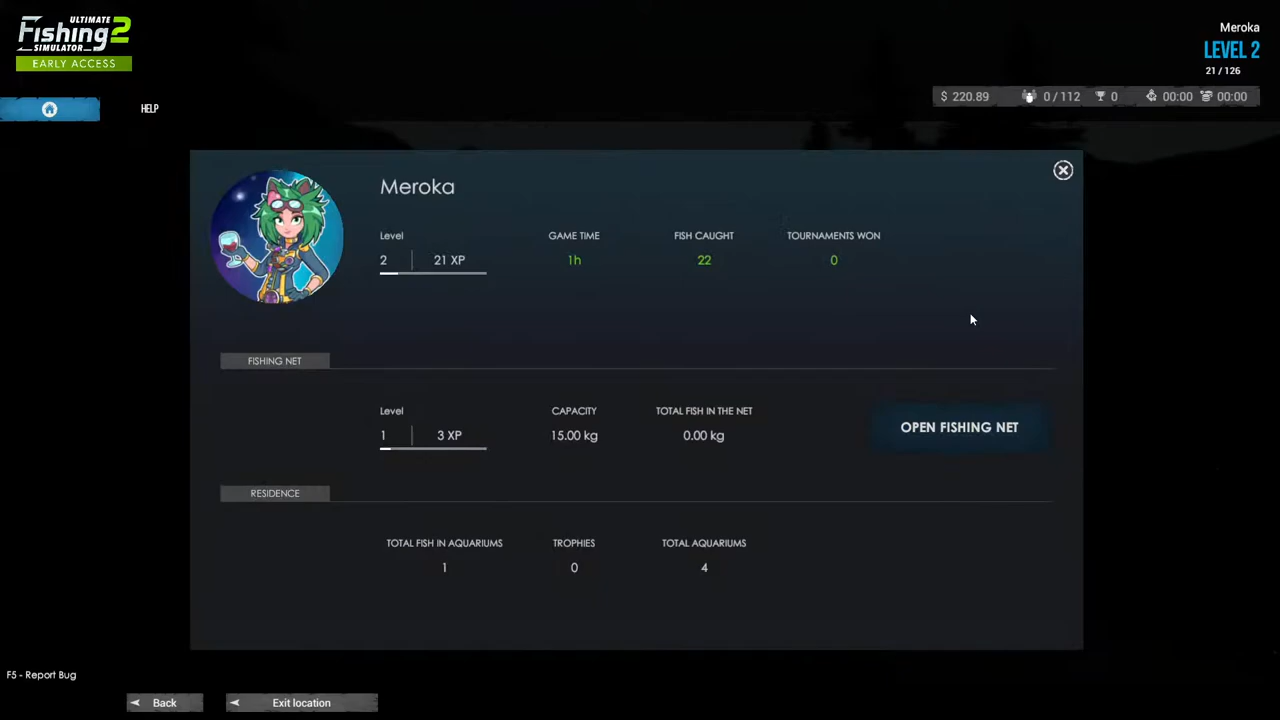 ULTIMATE
Fishing 2
SIMULATOR
EARLY ACCESS
Meroka
LEVEL 2
21 / 126
HELP
$ 220.89 0 / 112 0 00:00 00:00
Meroka
Level GAME TIME FISH CAUGHT TOURNAMENTS WON
2 21 XP 1h 22 0
FISHING NET
Level CAPACITY TOTAL FISH IN THE NET
1 3 XP 15.00 kg 0.00 kg
OPEN FISHING NET
RESIDENCE
TOTAL FISH IN AQUARIUMS TROPHIES TOTAL AQUARIUMS
1 0 4
F5 - Report Bug
Back Exit location